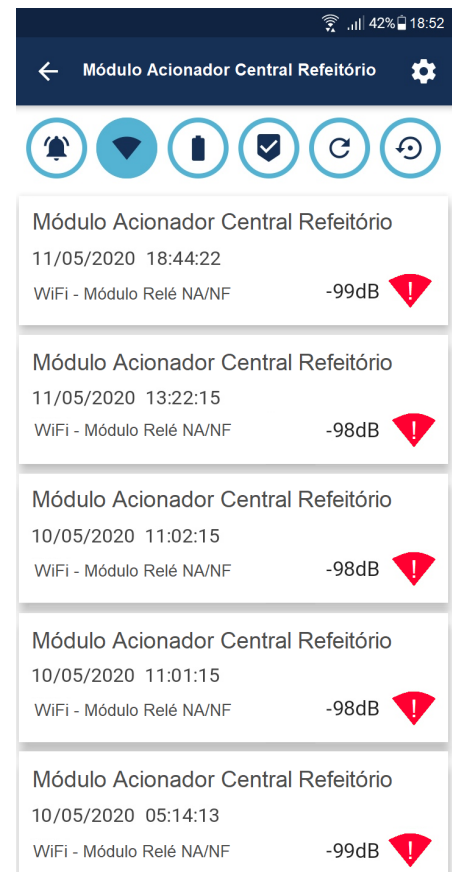 42% 18:52
Módulo Acionador Central Refeitório
Módulo Acionador Central Refeitório
11/05/2020 18:44:22
WiFi - Módulo Relé NA/NF -99dB
Módulo Acionador Central Refeitório
11/05/2020 13:22:15
WiFi - Módulo Relé NA/NF -98dB
Módulo Acionador Central Refeitório
10/05/2020 11:02:15
WiFi - Módulo Relé NA/NF -98dB
Módulo Acionador Central Refeitório
10/05/2020 11:01:15
WiFi - Módulo Relé NA/NF -98dB
Módulo Acionador Central Refeitório
10/05/2020 05:14:13
WiFi - Módulo Relé NA/NF -99dB